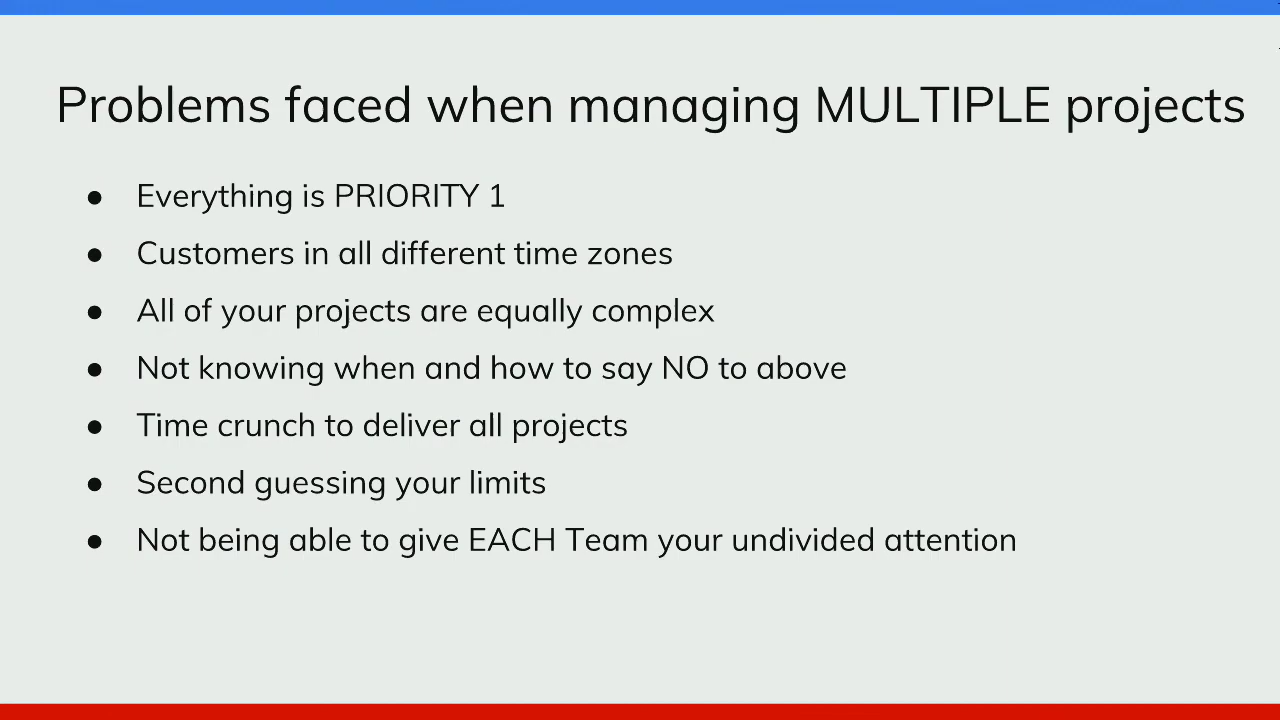 Problems faced when managing MULTIPLE projects
● Everything is PRIORITY 1
● Customers in all different time zones
● All of your projects are equally complex
● Not knowing when and how to say NO to above
● Time crunch to deliver all projects
● Second guessing your limits
● Not being able to give EACH Team your undivided attention